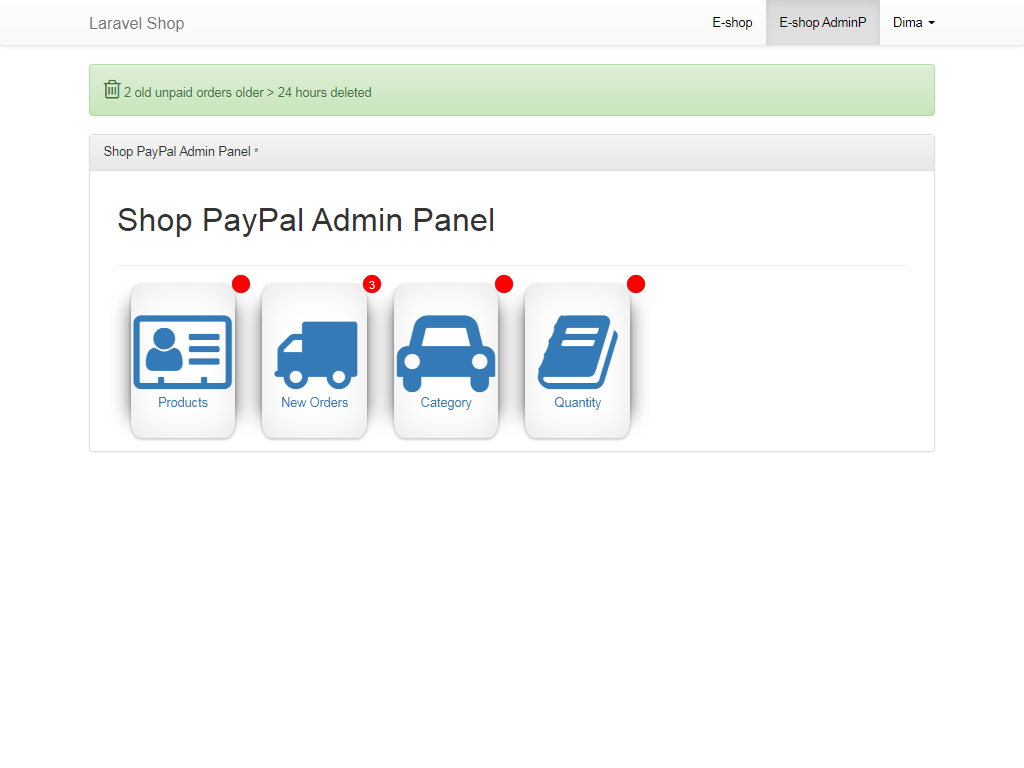 Laravel Shop E-shop E-shop AdminP Dima
2 old unpaid orders older > 24 hours deleted
Shop PayPal Admin Panel *
Shop PayPal Admin Panel
3
Products New Orders Category Quantity